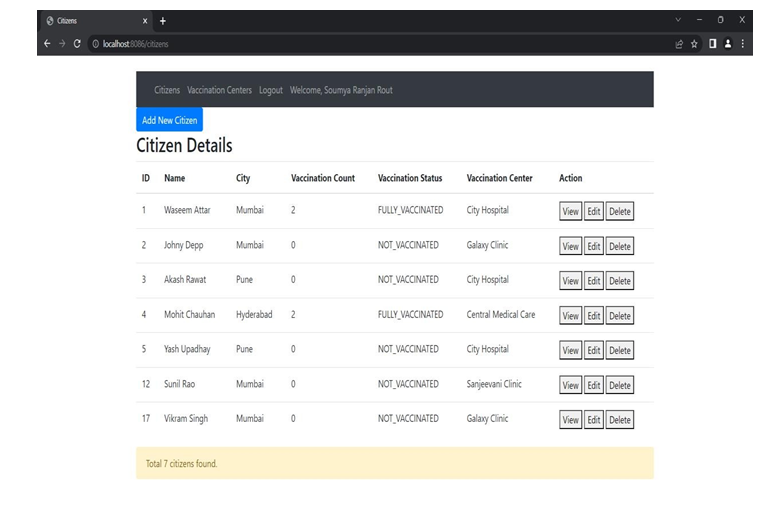 Citizens
localhost:8086/citizens
Citizens Vaccination Centers Logout Welcome, Soumya Ranjan Rout
Add New Citizen
Citizen Details
ID Name City Vaccination Count Vaccination Status Vaccination Center Action
1 Waseem Attar Mumbai 2 FULLY_VACCINATED City Hospital View Edit Delete
2 Johny Depp Mumbai 0 NOT_VACCINATED Galaxy Clinic View Edit Delete
3 Akash Rawat Pune 0 NOT_VACCINATED City Hospital View Edit Delete
4 Mohit Chauhan Hyderabad 2 FULLY_VACCINATED Central Medical Care View Edit Delete
5 Yash Upadhay Pune 0 NOT_VACCINATED City Hospital View Edit Delete
12 Sunil Rao Mumbai 0 NOT_VACCINATED Sanjeevani Clinic View Edit Delete
17 Vikram Singh Mumbai 0 NOT_VACCINATED Galaxy Clinic View Edit Delete
Total 7 citizens found.